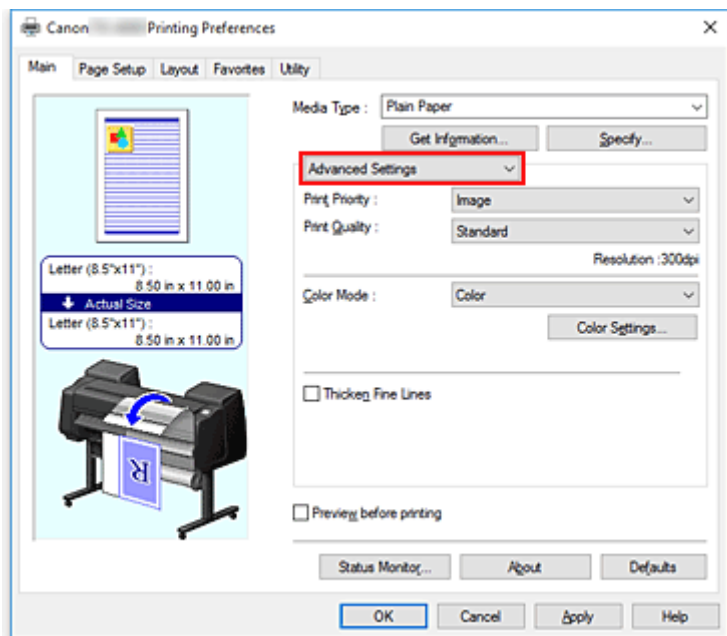 Canon Printing Preferences
Main Page Setup Layout Favorites Utility
Media Type : Plain Paper
Get Information... Specify...
Advanced Settings
Print Priority : Image
Print Quality : Standard
Resolution :300dpi
Letter (8.5"x11") :
8.50 in x 11.00 in
Actual Size
Letter (8.5"x11") :
8.50 in x 11.00 in
Color Mode : Color
Color Settings...
Thicken Fine Lines
R
Preview before printing
Status Monitor... About Defaults
OK Cancel Apply Help